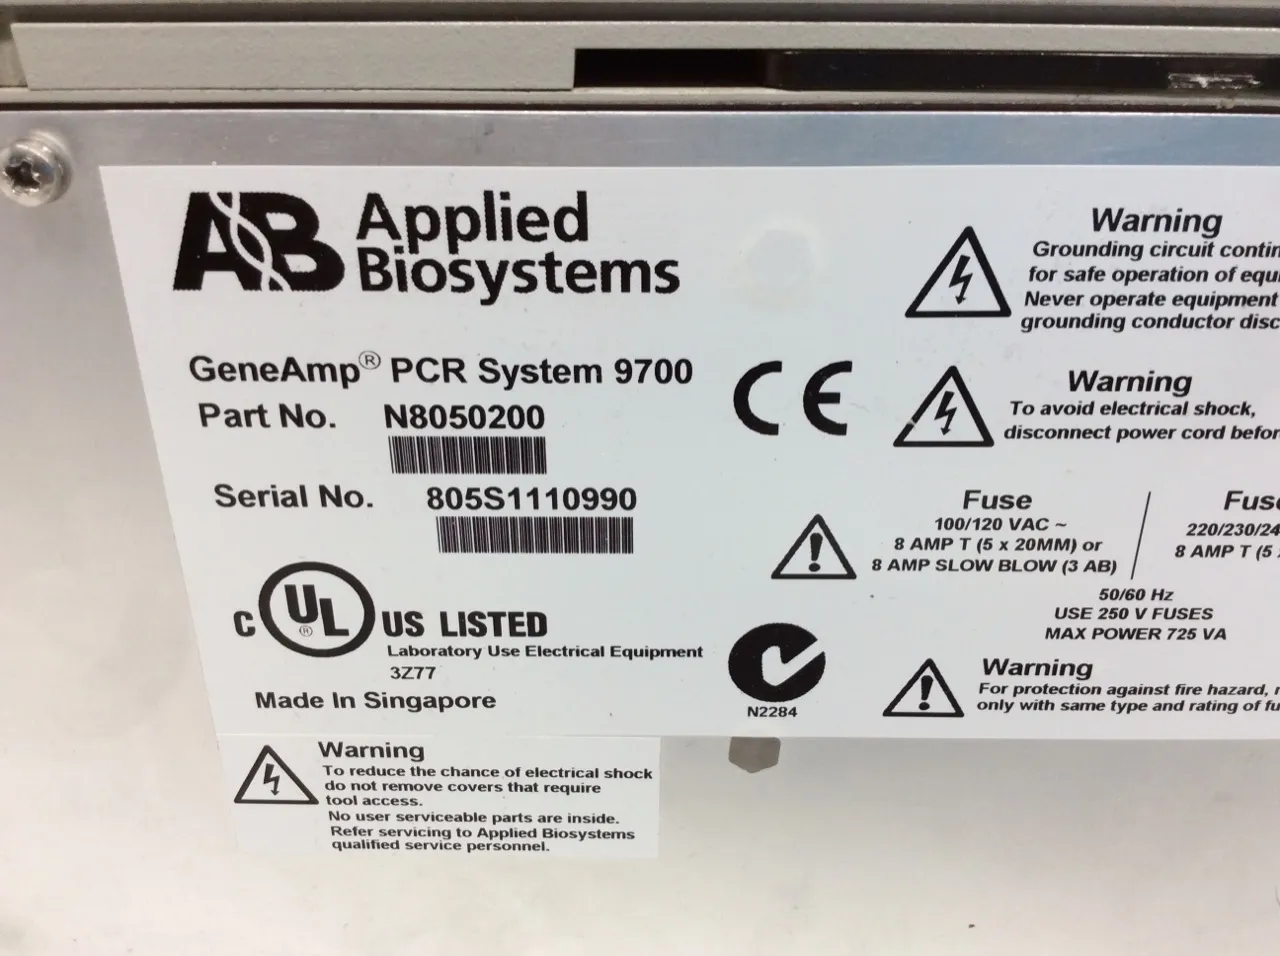 AB Applied
Biosystems
GeneAmp® PCR System 9700
Part No. N8050200
Serial No. 805S1110990
C UL® US LISTED
Laboratory Use Electrical Equipment
3Z77
Made In Singapore
CE
N2284
Warning
Grounding circuit
for safe operation of
Never operate equipment
grounding conductor
Warning
To avoid electrical shock,
disconnect power cord
Fuse
100/120 VAC ~
8 AMP T (5 x 20MM) or
8 AMP SLOW BLOW (3 AB)
Fuse
220/230/24
8 AMP T (5
50/60 Hz
USE 250 V FUSES
MAX POWER 725 VA
Warning
For protection against fire hazard,
only with same type and rating of
Warning
To reduce the chance of electrical shock
do not remove covers that require
tool access.
No user serviceable parts are inside.
Refer servicing to Applied Biosystems
qualified service personnel.